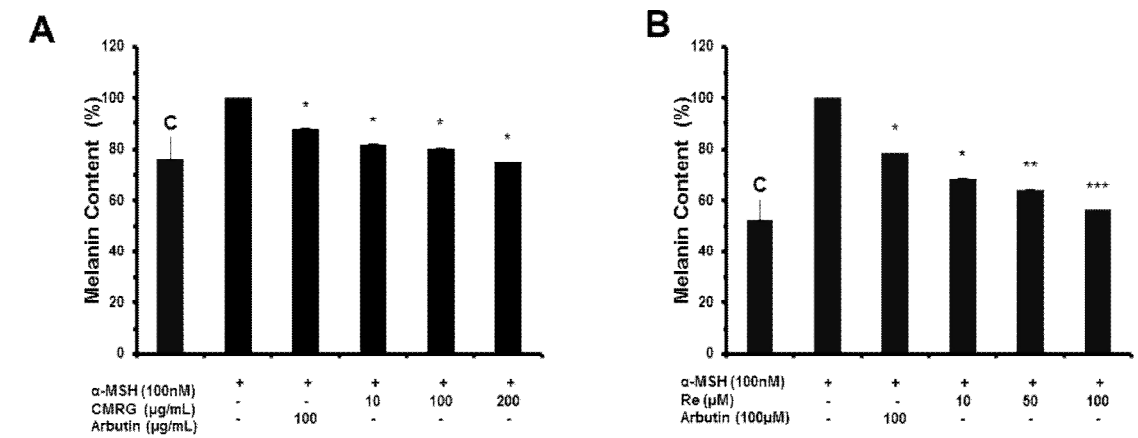 A
Melanin Content (%)
120
100
80
60
40
20
0
C
*
*
*
*
α-MSH (100nM) + + + + +
CMRG (µg/mL) - - 10 100 200
Arbutin (µg/mL) - 100 - - -
B
Melanin Content (%)
120
100
80
60
40
20
0
C
*
*
**
***
α-MSH (100nM) + + + + +
Re (µM) - - 10 50 100
Arbutin (100µM) - 100 - - -